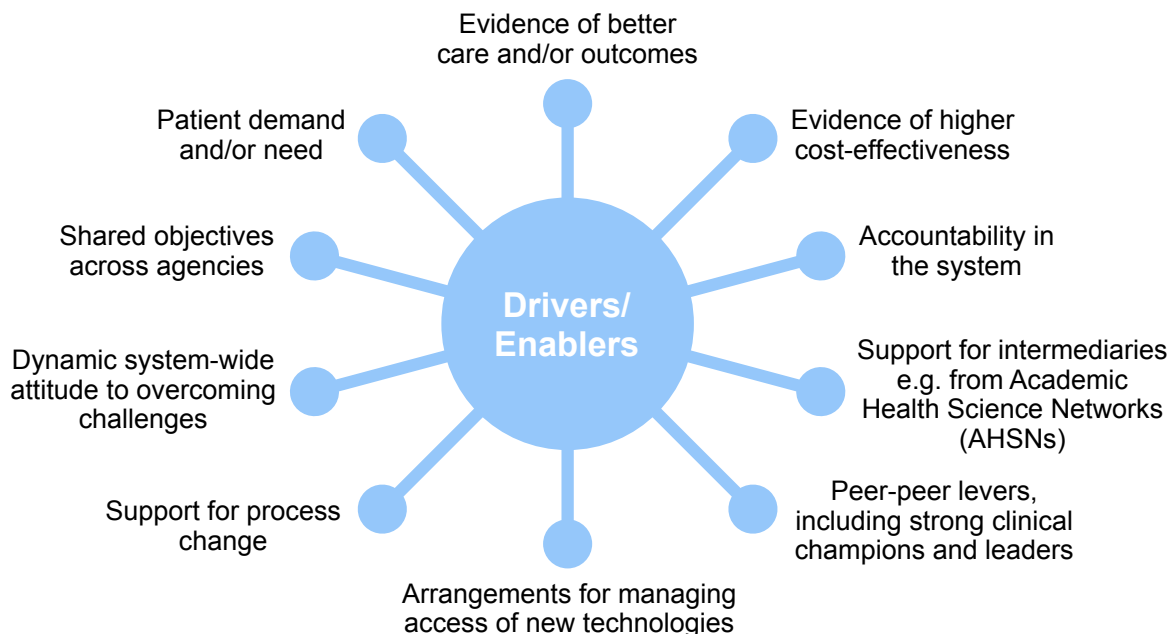 Evidence of better
care and/or outcomes
Patient demand
and/or need
Evidence of higher
cost-effectiveness
Shared objectives
across agencies
Accountability in
the system
Drivers/
Enablers
Dynamic system-wide
attitude to overcoming
challenges
Support for intermediaries
e.g. from Academic
Health Science Networks
(AHSNs)
Support for process
change
Peer-peer levers,
including strong clinical
champions and leaders
Arrangements for managing
access of new technologies